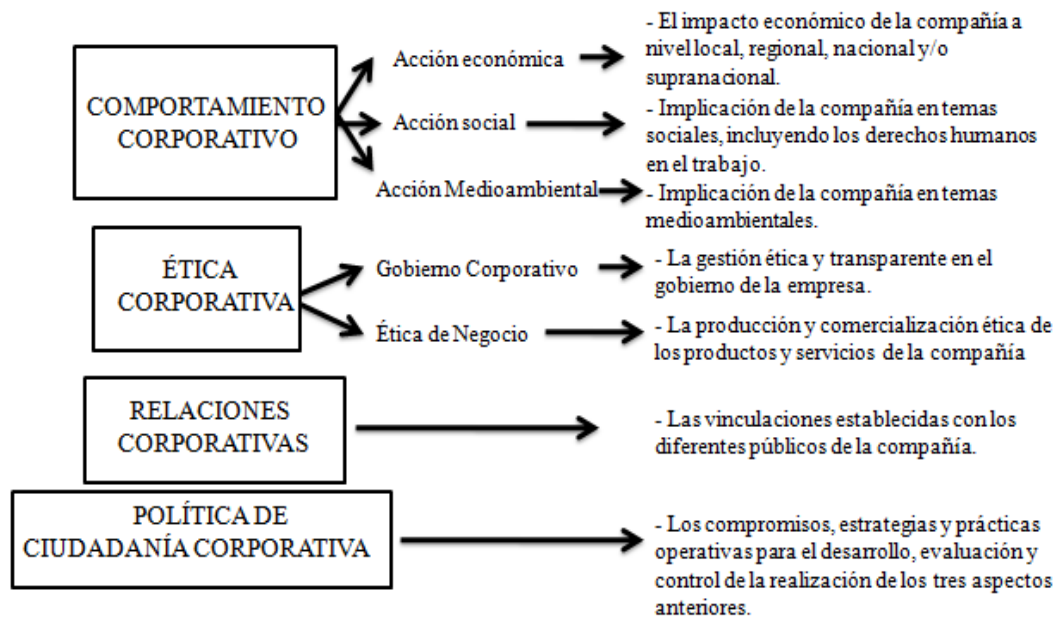 COMPORTAMIENTO
CORPORATIVO
Acción económica
- El impacto económico de la compañía a
nivel local, regional, nacional y/o
supranacional.
Acción social
- Implicación de la compañía en temas
sociales, incluyendo los derechos humanos
en el trabajo.
Acción Medioambiental
- Implicación de la compañía en temas
medioambientales.
ÉTICA
CORPORATIVA
Gobierno Corporativo
- La gestión ética y transparente en el
gobierno de la empresa.
Ética de Negocio
- La producción y comercialización ética de
los productos y servicios de la compañía
RELACIONES
CORPORATIVAS
- Las vinculaciones establecidas con los
diferentes públicos de la compañía.
POLÍTICA DE
CIUDADANÍA CORPORATIVA
- Los compromisos, estrategias y prácticas
operativas para el desarrollo, evaluación y
control de la realización de los tres aspectos
anteriores.